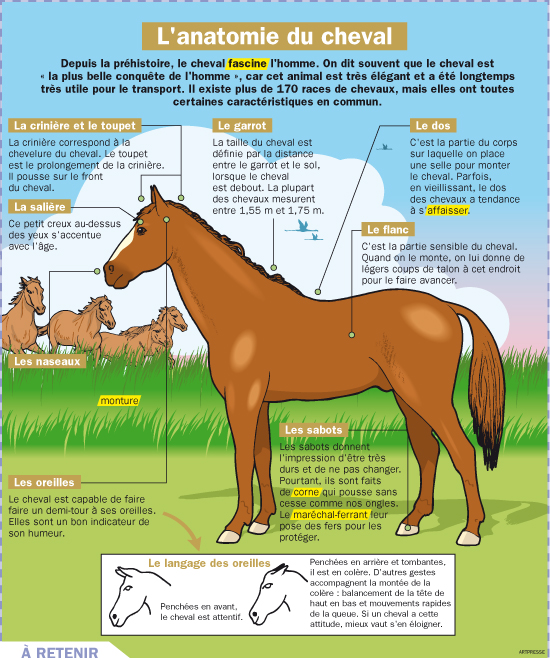 L'anatomie du cheval
Depuis la préhistoire, le cheval fascine l'homme. On dit souvent que le cheval est
« la plus belle conquête de l'homme », car cet animal est très élégant et a été longtemps
très utile pour le transport. Il existe plus de 170 races de chevaux, mais elles ont toutes
certaines caractéristiques en commun.
La crinière et le toupet
La crinière correspond à la
chevelure du cheval. Le toupet
est le prolongement de la crinière.
Il pousse sur le front
du cheval.
Le garrot
La taille du cheval est
définie par la distance
entre le garrot et le sol,
lorsque le cheval
est debout. La plupart
des chevaux mesurent
entre 1,55 m et 1,75 m.
Le dos
C'est la partie du corps
sur laquelle on place
une selle pour monter
le cheval. Parfois,
en vieillissant, le dos
des chevaux a tendance
à s'affaisser.
La salière
Ce petit creux au-dessus
des yeux s'accentue
avec l'âge.
Le flanc
C'est la partie sensible du cheval.
Quand on le monte, on lui donne de
légers coups de talon à cet endroit
pour le faire avancer.
Les naseaux
monture
Les sabots
Les sabots donnent
l'impression d'être très
durs et de ne pas changer.
Pourtant, ils sont faits
de corne qui pousse sans
cesse comme nos ongles.
Le maréchal-ferrant leur
pose des fers pour les
protéger.
Les oreilles
Le cheval est capable de faire
faire un demi-tour à ses oreilles.
Elles sont un bon indicateur de
son humeur.
Le langage des oreilles
Penchées en avant,
le cheval est attentif.
Penchées en arrière et tombantes,
il est en colère. D'autres gestes
accompagnent la montée de la
colère : balancement de la tête de
haut en bas et mouvements rapides
de la queue. Si un cheval a cette
attitude, mieux vaut s'en éloigner.
À RETENIR
ARTPRESSE